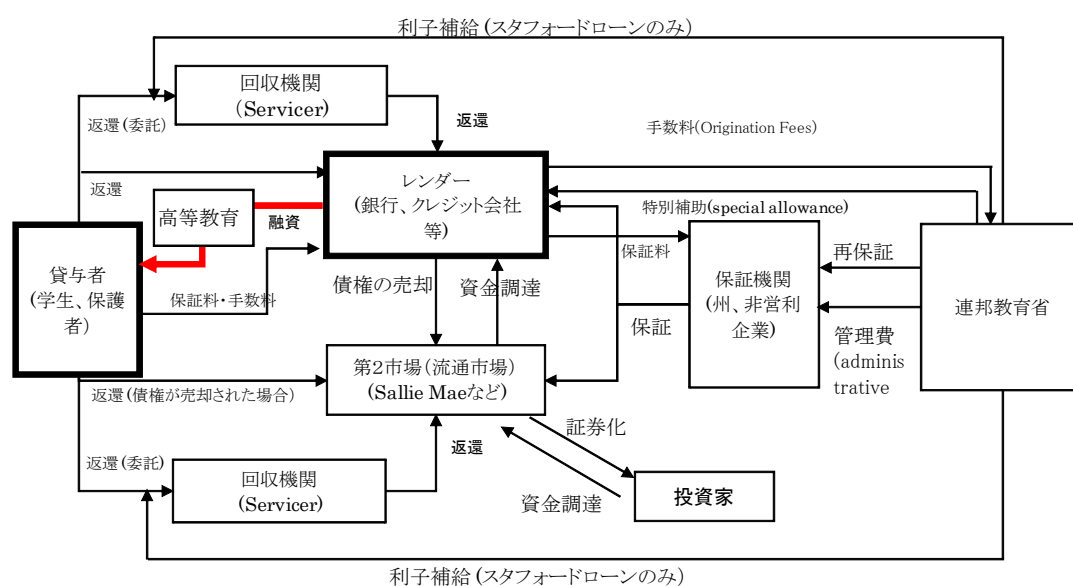 利子補給 (スタフォードローンのみ)
回収機関
(Servicer)
返還 (委託)
返還
手数料(Origination Fees)
レンダー
(銀行、クレジット会社
等)
返還
高等教育
融資
特別補助(special allowance)
貸与者
(学生、保護
者)
保証料・手数料
保証料
保証機関
(州、非営利
企業)
再保証
連邦教育省
債権の売却
資金調達
保証
管理費
(adminis
trative
第2市場(流通市場)
(Sallie Maeなど)
返還 (債権が売却された場合)
証券化
返還 (委託)
回収機関
(Servicer)
返還
資金調達
投資家
利子補給 (スタフォードローンのみ)